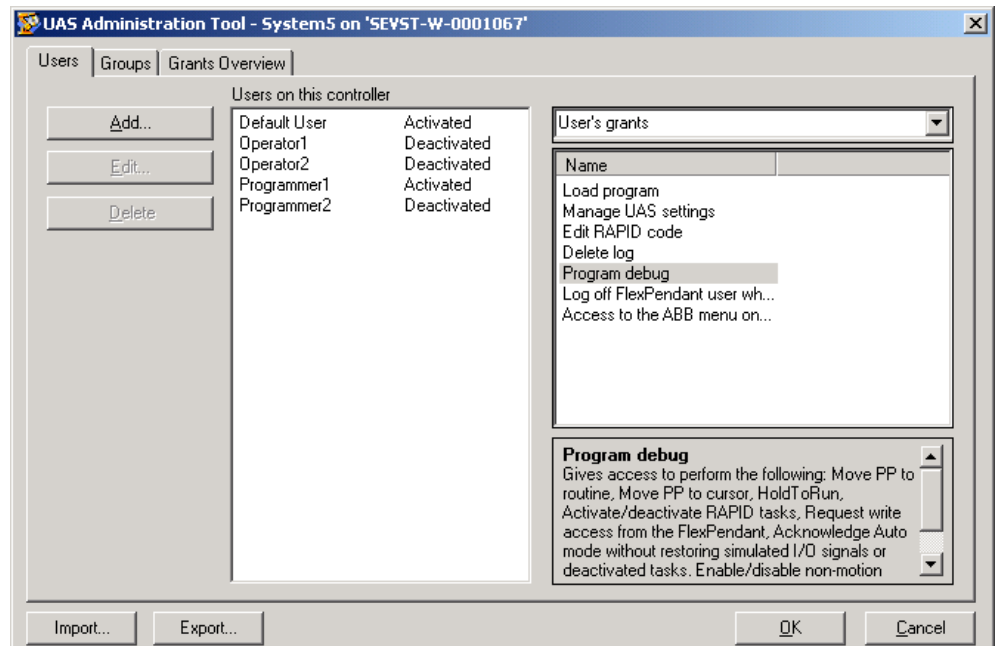 UAS Administration Tool - System5 on 'SEVST-W-0001067'
Users Groups Grants Overview
Users on this controller
Add...
Edit...
Delete
Default User Activated
Operator1 Deactivated
Operator2 Deactivated
Programmer1 Activated
Programmer2 Deactivated
User's grants
Name
Load program
Manage UAS settings
Edit RAPID code
Delete log
Program debug
Log off FlexPendant user wh...
Access to the ABB menu on...
Program debug
Gives access to perform the following: Move PP to
routine, Move PP to cursor, HoldToRun,
Activate/deactivate RAPID tasks, Request write
access from the FlexPendant, Acknowledge Auto
mode without restoring simulated I/O signals or
deactivated tasks. Enable/disable non-motion
Import... Export... OK Cancel